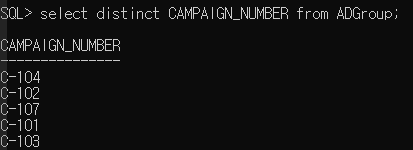 SQL> select distinct CAMPAIGN_NUMBER from ADGroup;
CAMPAIGN_NUMBER
---------------
C-104
C-102
C-107
C-101
C-103